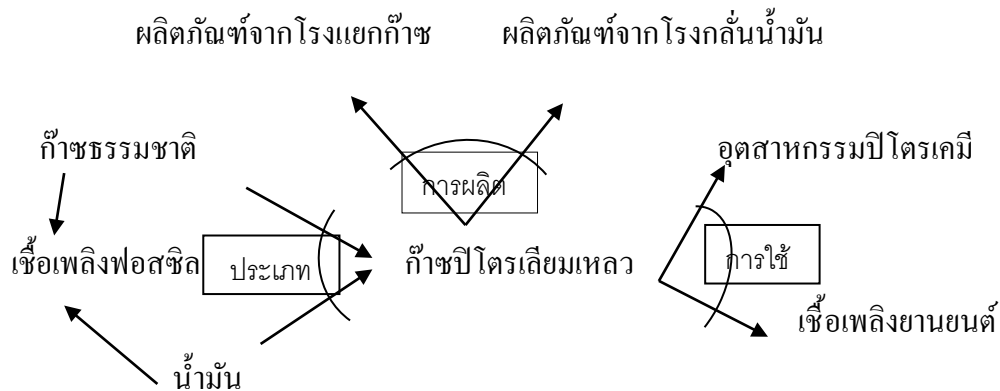 ผลิตภัณฑ์จากโรงแยกก๊าซ
ผลิตภัณฑ์จากโรงกลั่นน้ำมัน
ก๊าซธรรมชาติ
การผลิต
อุตสาหกรรมปิโตรเคมี
เชื้อเพลิงฟอสซิล
ประเภท
ก๊าซปิโตรเลียมเหลว
การใช้
เชื้อเพลิงยานยนต์
น้ำมัน